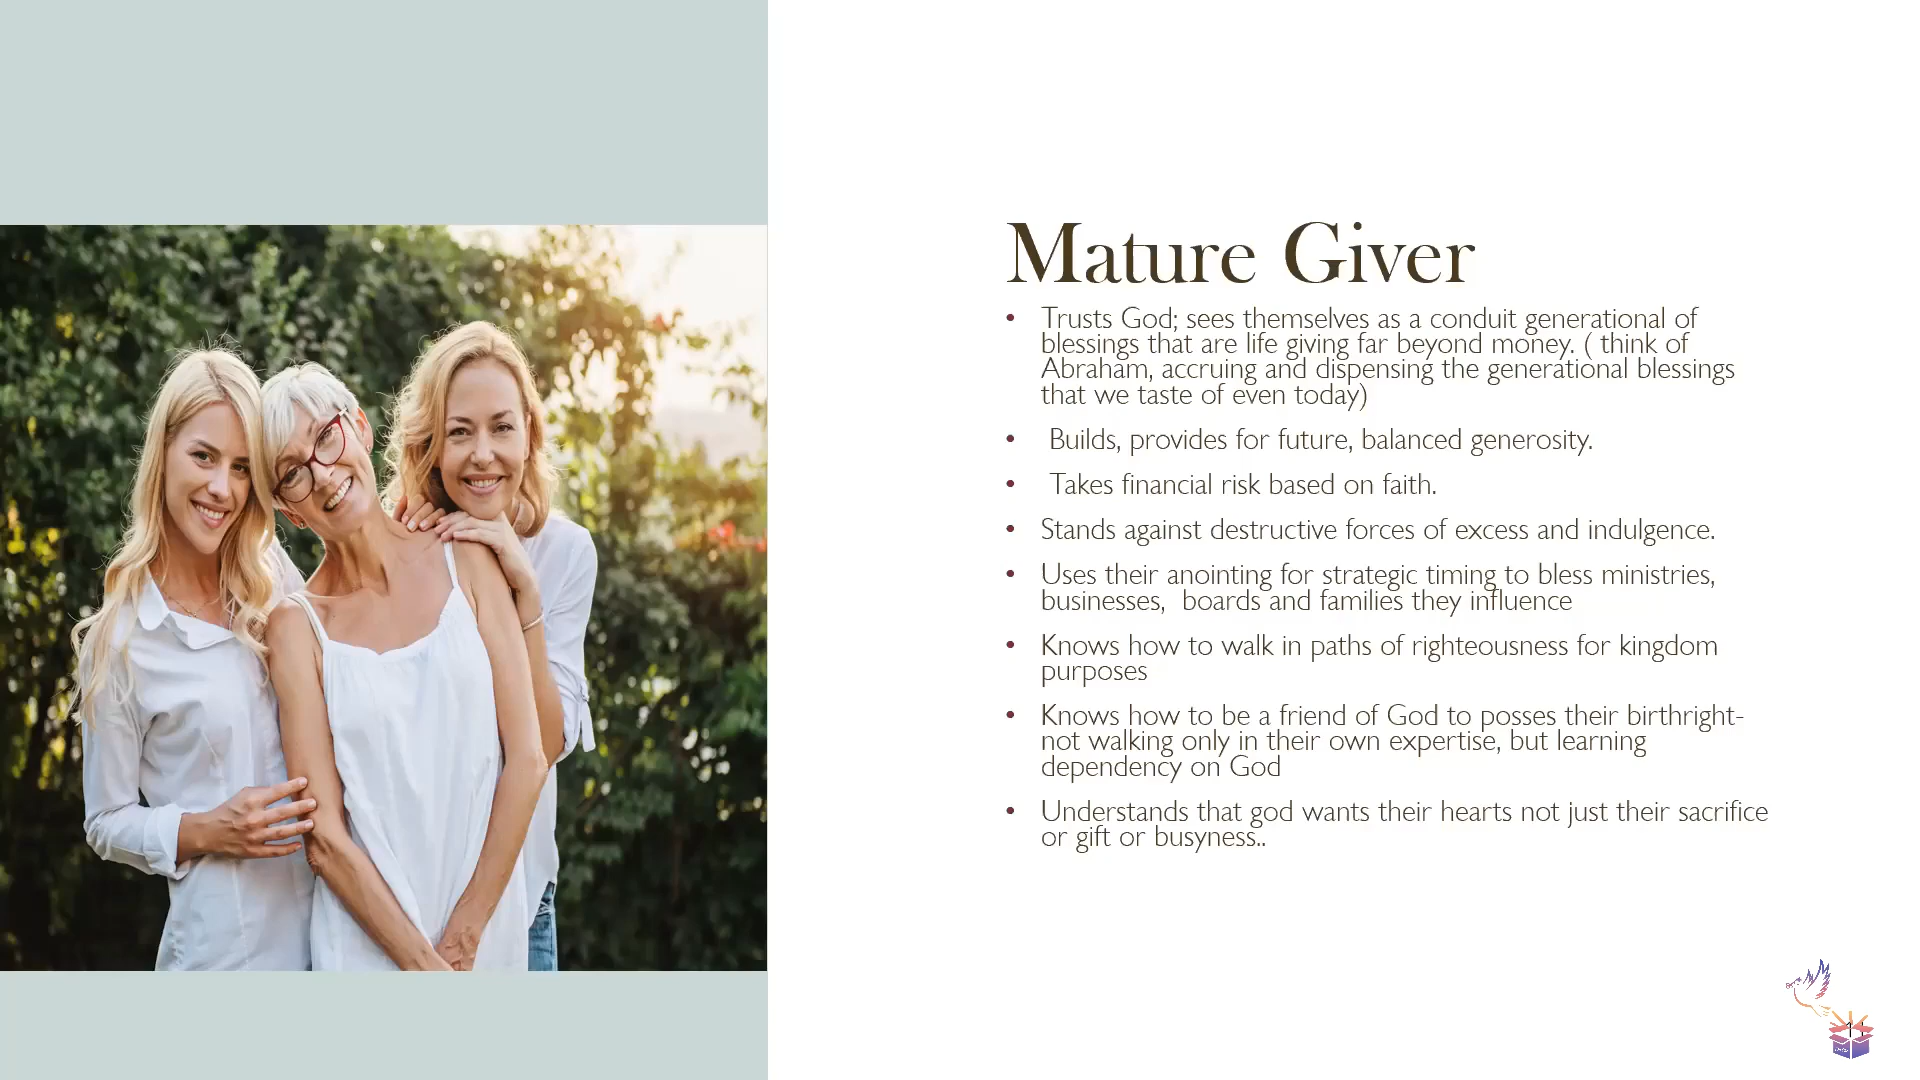 Mature Giver
• Trusts God; sees themselves as a conduit generational of
blessings that are life giving far beyond money. ( think of
Abraham, accruing and dispensing the generational blessings
that we taste of even today)
• Builds, provides for future, balanced generosity.
• Takes financial risk based on faith.
• Stands against destructive forces of excess and indulgence.
• Uses their anointing for strategic timing to bless ministries,
businesses,  boards and families they influence
• Knows how to walk in paths of righteousness for kingdom
purposes
• Knows how to be a friend of God to posses their birthright-
not walking only in their own expertise, but learning
dependency on God
• Understands that god wants their hearts not just their sacrifice
or gift or busyness..